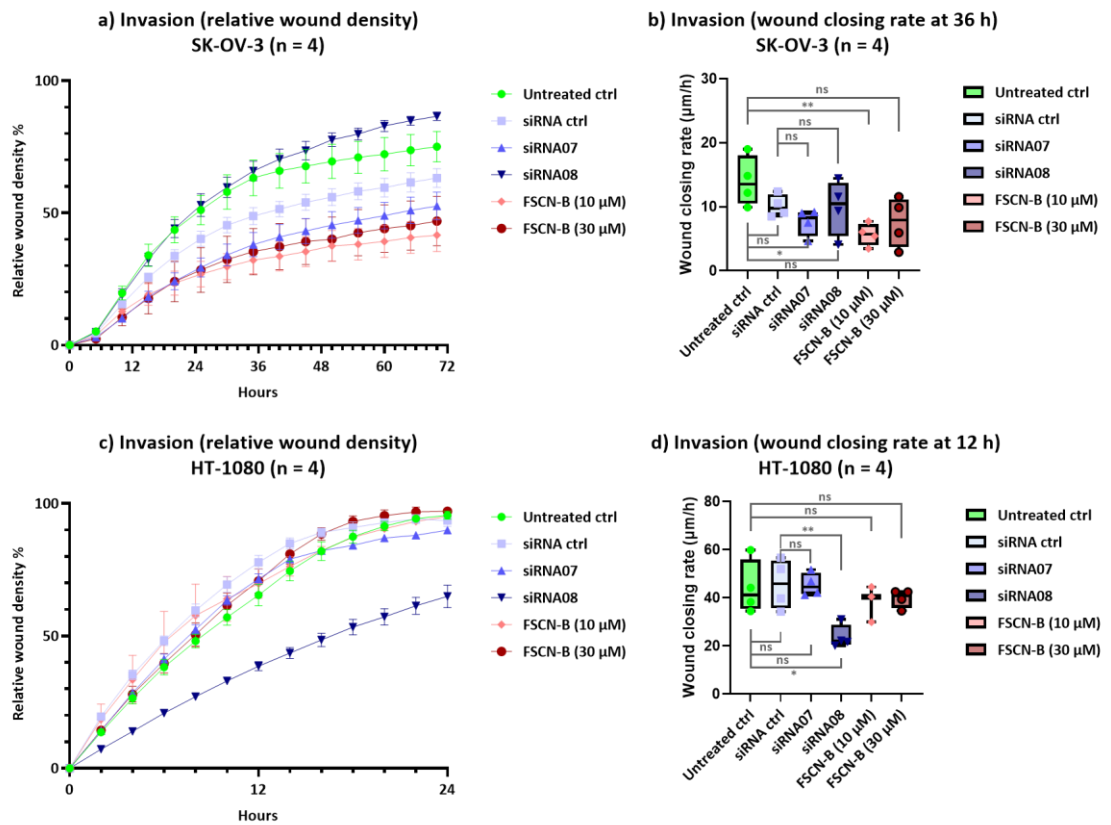 a) Invasion (relative wound density)
SK-OV-3 (n = 4)
Relative wound density %
100
50
0
0
12
24
36
48
60
72
Hours
Untreated ctrl
siRNA ctrl
siRNA07
siRNA08
FSCN-B (10 µM)
FSCN-B (30 µM)
b) Invasion (wound closing rate at 36 h)
SK-OV-3 (n = 4)
Wound closing rate (µm/h)
30
20
10
0
ns
**
ns
ns
ns
*
ns
Untreated ctrl
siRNA ctrl
siRNA07
siRNA08
FSCN-B (10 µM)
FSCN-B (30 µM)
Untreated ctrl
siRNA ctrl
siRNA07
siRNA08
FSCN-B (10 µM)
FSCN-B (30 µM)
c) Invasion (relative wound density)
HT-1080 (n = 4)
Relative wound density %
100
50
0
0
12
24
Hours
Untreated ctrl
siRNA ctrl
siRNA07
siRNA08
FSCN-B (10 µM)
FSCN-B (30 µM)
d) Invasion (wound closing rate at 12 h)
HT-1080 (n = 4)
Wound closing rate (µm/h)
80
60
40
20
0
ns
ns
**
ns
ns
ns
*
Untreated ctrl
siRNA ctrl
siRNA07
siRNA08
FSCN-B (10 µM)
FSCN-B (30 µM)
Untreated ctrl
siRNA ctrl
siRNA07
siRNA08
FSCN-B (10 µM)
FSCN-B (30 µM)